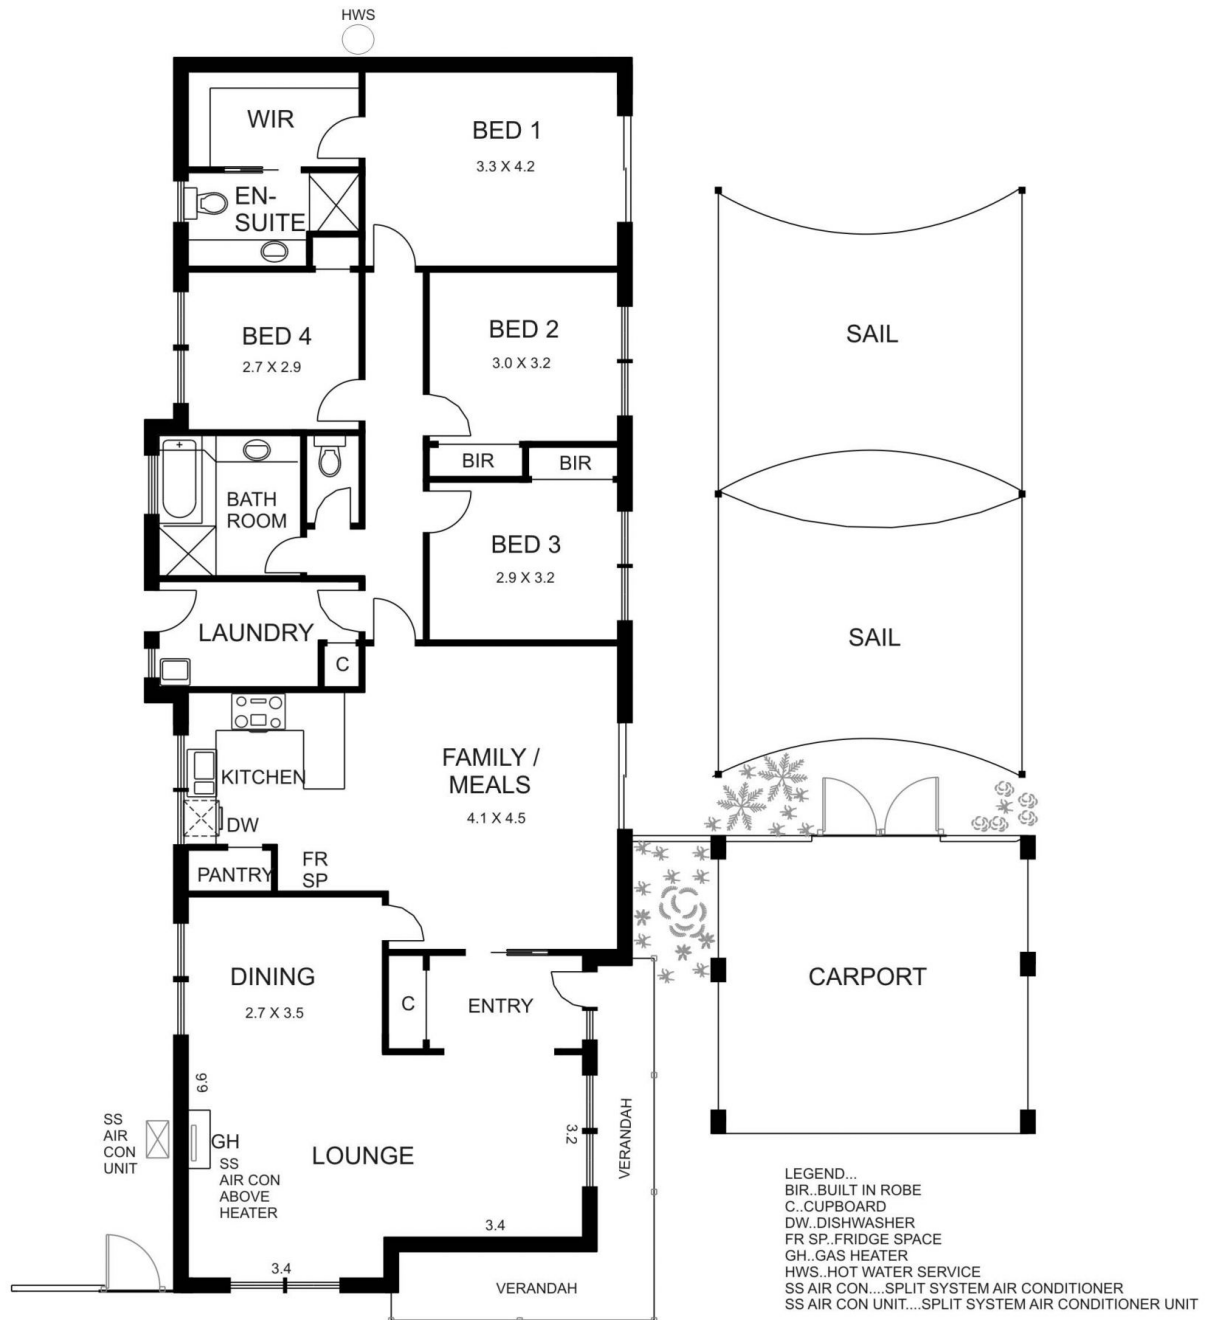 HWS
WIR
BED 1
3.3 X 4.2
EN-
SUITE
BED 4
2.7 X 2.9
BED 2
3.0 X 3.2
SAIL
BIR
BIR
BATH
ROOM
BED 3
2.9 X 3.2
LAUNDRY
C
SAIL
KITCHEN
DW
PANTRY
FR
SP
FAMILY /
MEALS
4.1 X 4.5
DINING
2.7 X 3.5
C
ENTRY
CARPORT
6.6
SS
AIR
CON
UNIT
GH
SS
AIR CON
ABOVE
HEATER
LOUNGE
3.2
VERANDAH
3.4
3.4
VERANDAH
LEGEND...
BIR..BUILT IN ROBE
C..CUPBOARD
DW..DISHWASHER
FR SP..FRIDGE SPACE
GH..GAS HEATER
HWS..HOT WATER SERVICE
SS AIR CON....SPLIT SYSTEM AIR CONDITIONER
SS AIR CON UNIT....SPLIT SYSTEM AIR CONDITIONER UNIT